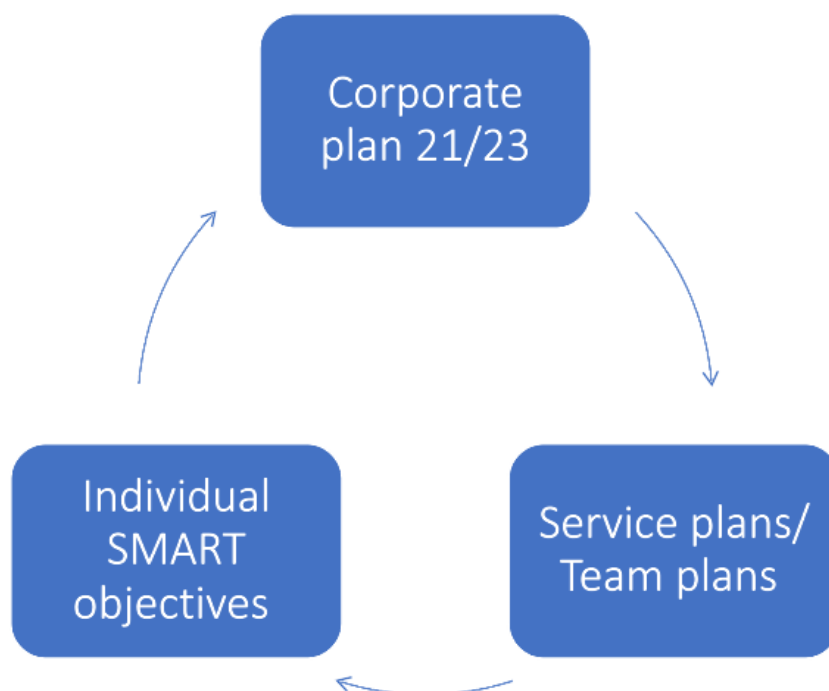 Corporate
plan 21/23
Service plans/
Team plans
Individual
SMART
objectives